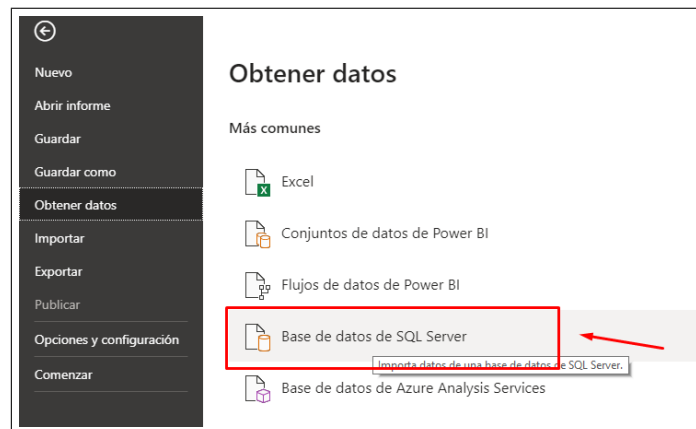 Nuevo
Abrir informe
Guardar
Guardar como
Obtener datos
Importar
Exportar
Publicar
Opciones y configuración
Comenzar
Obtener datos
Más comunes
Excel
Conjuntos de datos de Power BI
Flujos de datos de Power BI
Base de datos de SQL Server
Importa datos de una base de datos de SQL Server.
Base de datos de Azure Analysis Services